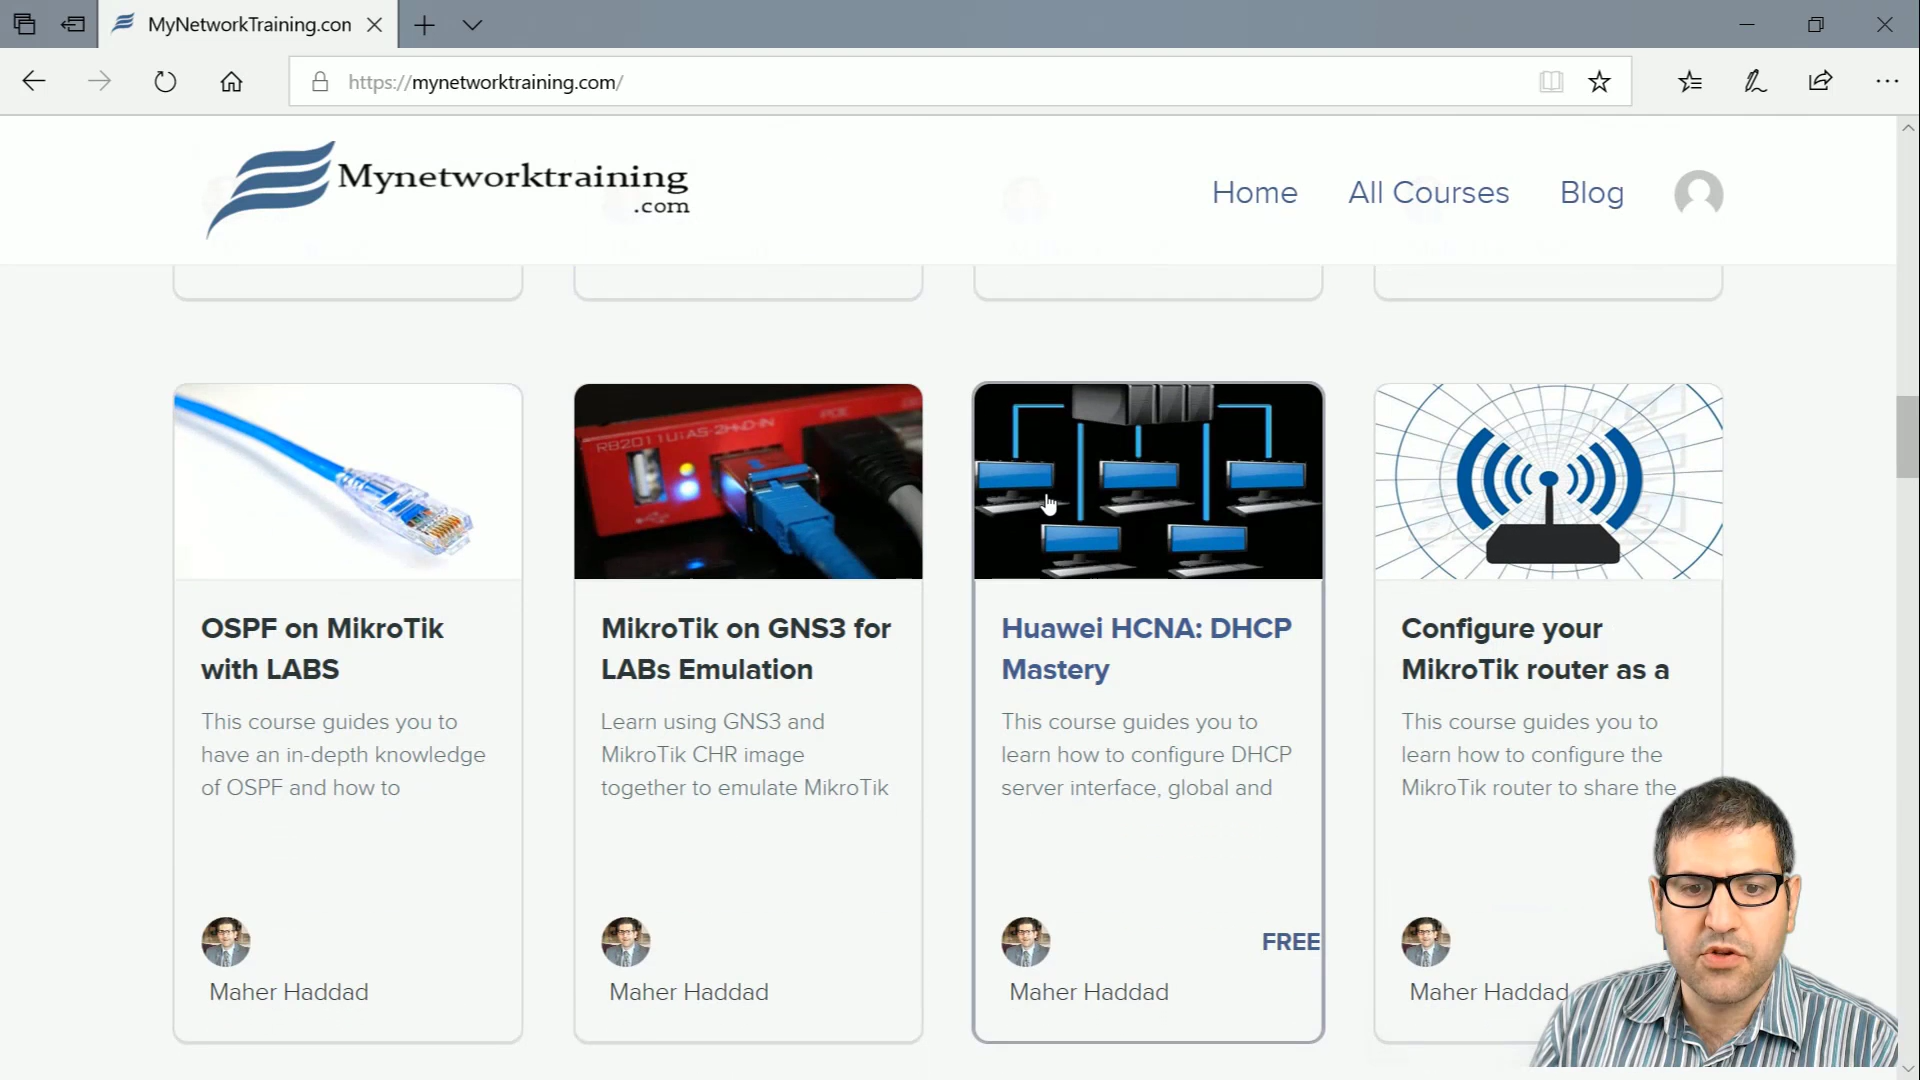 MyNetworkTraining.con
https://mynetworktraining.com/
Mynetworktraining
.com
Home
All Courses
Blog
RB2011UiAS-2HnD-IN
OSPF on MikroTik
with LABS
This course guides you to
have an in-depth knowledge
of OSPF and how to
Maher Haddad
MikroTik on GNS3 for
LABs Emulation
Learn using GNS3 and
MikroTik CHR image
together to emulate MikroTik
Maher Haddad
Huawei HCNA: DHCP
Mastery
This course guides you to
learn how to configure DHCP
server interface, global and
FREE
Maher Haddad
Configure your
MikroTik router as a
This course guides you to
learn how to configure the
MikroTik router to share the
Maher Haddad